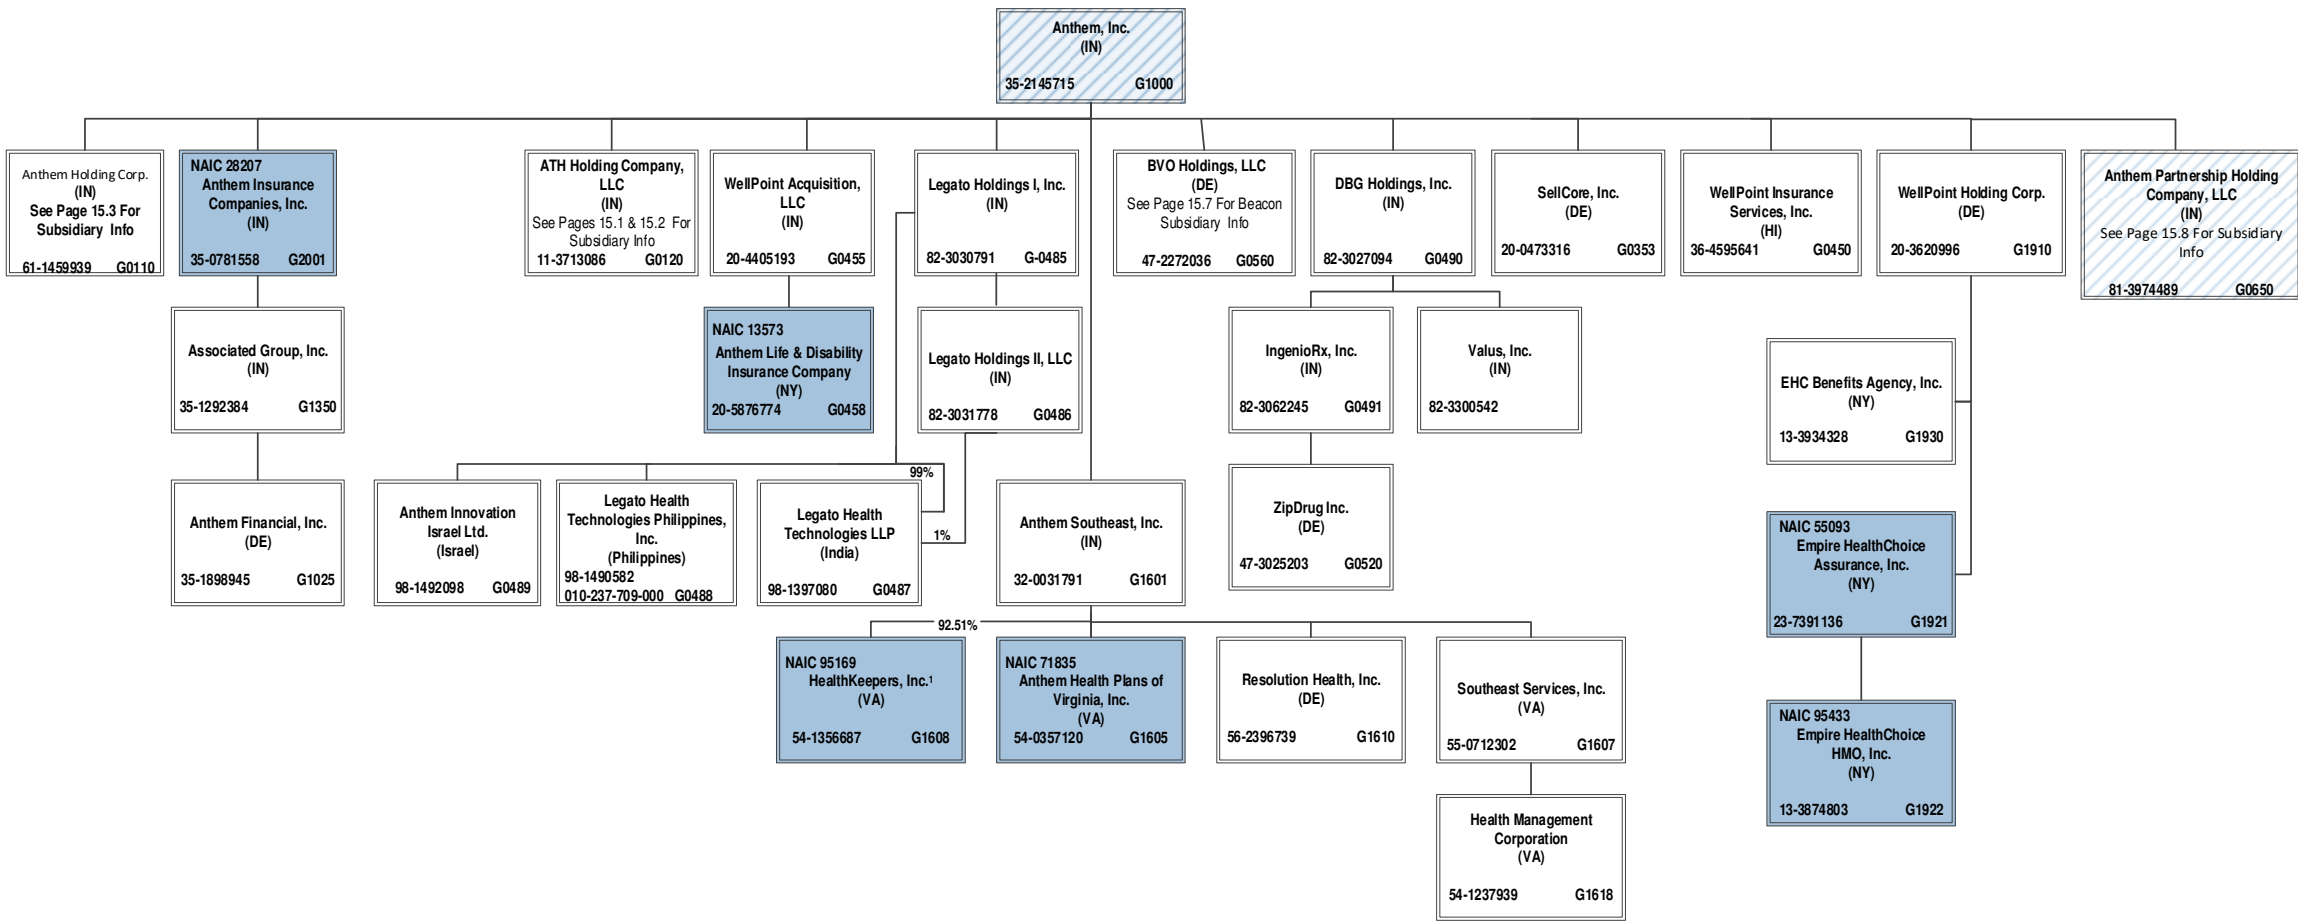 Anthem, Inc.
(IN)
35-2145715 G1000
Anthem Holding Corp.
(IN)
See Page 15.3 For
Subsidiary Info
61-1459939 G0110
NAIC 28207
Anthem Insurance
Companies, Inc.
(IN)
35-0781558 G2001
ATH Holding Company,
LLC
(IN)
See Pages 15.1 & 15.2 For
Subsidiary Info
11-3713086 G0120
WellPoint Acquisition,
LLC
(IN)
20-4405193 G0455
Legato Holdings I, Inc.
(IN)
82-3030791 G-0485
BVO Holdings, LLC
(DE)
See Page 15.7 For Beacon
Subsidiary Info
47-2272036 G0560
DBG Holdings, Inc.
(IN)
82-3027094 G0490
SellCore, Inc.
(DE)
20-0473316 G0353
WellPoint Insurance
Services, Inc.
(HI)
36-4595641 G0450
WellPoint Holding Corp.
(DE)
20-3620996 G1910
Anthem Partnership Holding
Company, LLC
(IN)
See Page 15.8 For Subsidiary
Info
81-3974489 G0650
Associated Group, Inc.
(IN)
35-1292384 G1350
NAIC 13573
Anthem Life & Disability
Insurance Company
(NY)
20-5876774 G0458
Legato Holdings II, LLC
(IN)
82-3031778 G0486
IngenioRx, Inc.
(IN)
82-3062245 G0491
Valus, Inc.
(IN)
82-3300542
EHC Benefits Agency, Inc.
(NY)
13-3934328 G1930
99%
1%
Anthem Financial, Inc.
(DE)
35-1898945 G1025
Anthem Innovation
Israel Ltd.
(Israel)
98-1492098 G0489
Legato Health
Technologies Philippines,
Inc.
(Philippines)
98-1490582
010-237-709-000 G0488
Legato Health
Technologies LLP
(India)
98-1397080 G0487
Anthem Southeast, Inc.
(IN)
32-0031791 G1601
ZipDrug Inc.
(DE)
47-3025203 G0520
NAIC 55093
Empire HealthChoice
Assurance, Inc.
(NY)
23-7391136 G1921
92.51%
NAIC 95169
HealthKeepers, Inc.¹
(VA)
54-1356687 G1608
NAIC 71835
Anthem Health Plans of
Virginia, Inc.
(VA)
54-0357120 G1605
Resolution Health, Inc.
(DE)
56-2396739 G1610
Southeast Services, Inc.
(VA)
55-0712302 G1607
NAIC 95433
Empire HealthChoice
HMO, Inc.
(NY)
13-3874803 G1922
Health Management
Corporation
(VA)
54-1237939 G1618